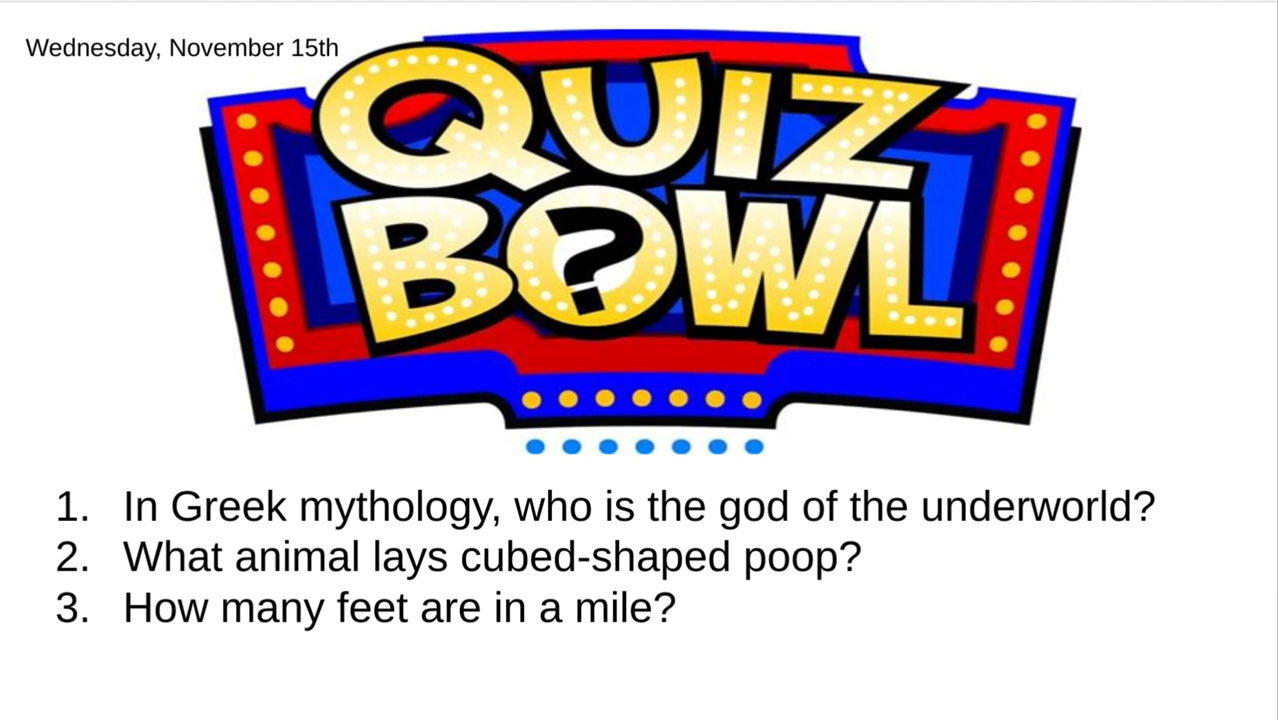 Wednesday, November 15th
QUIZ
BOWL
?
1. In Greek mythology, who is the god of the underworld?
2. What animal lays cubed-shaped poop?
3. How many feet are in a mile?